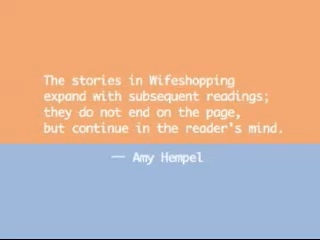 The stories in Wifeshopping
expand with subsequent readings;
they do not end on the page,
but continue in the reader's mind.
—— Amy Hempel